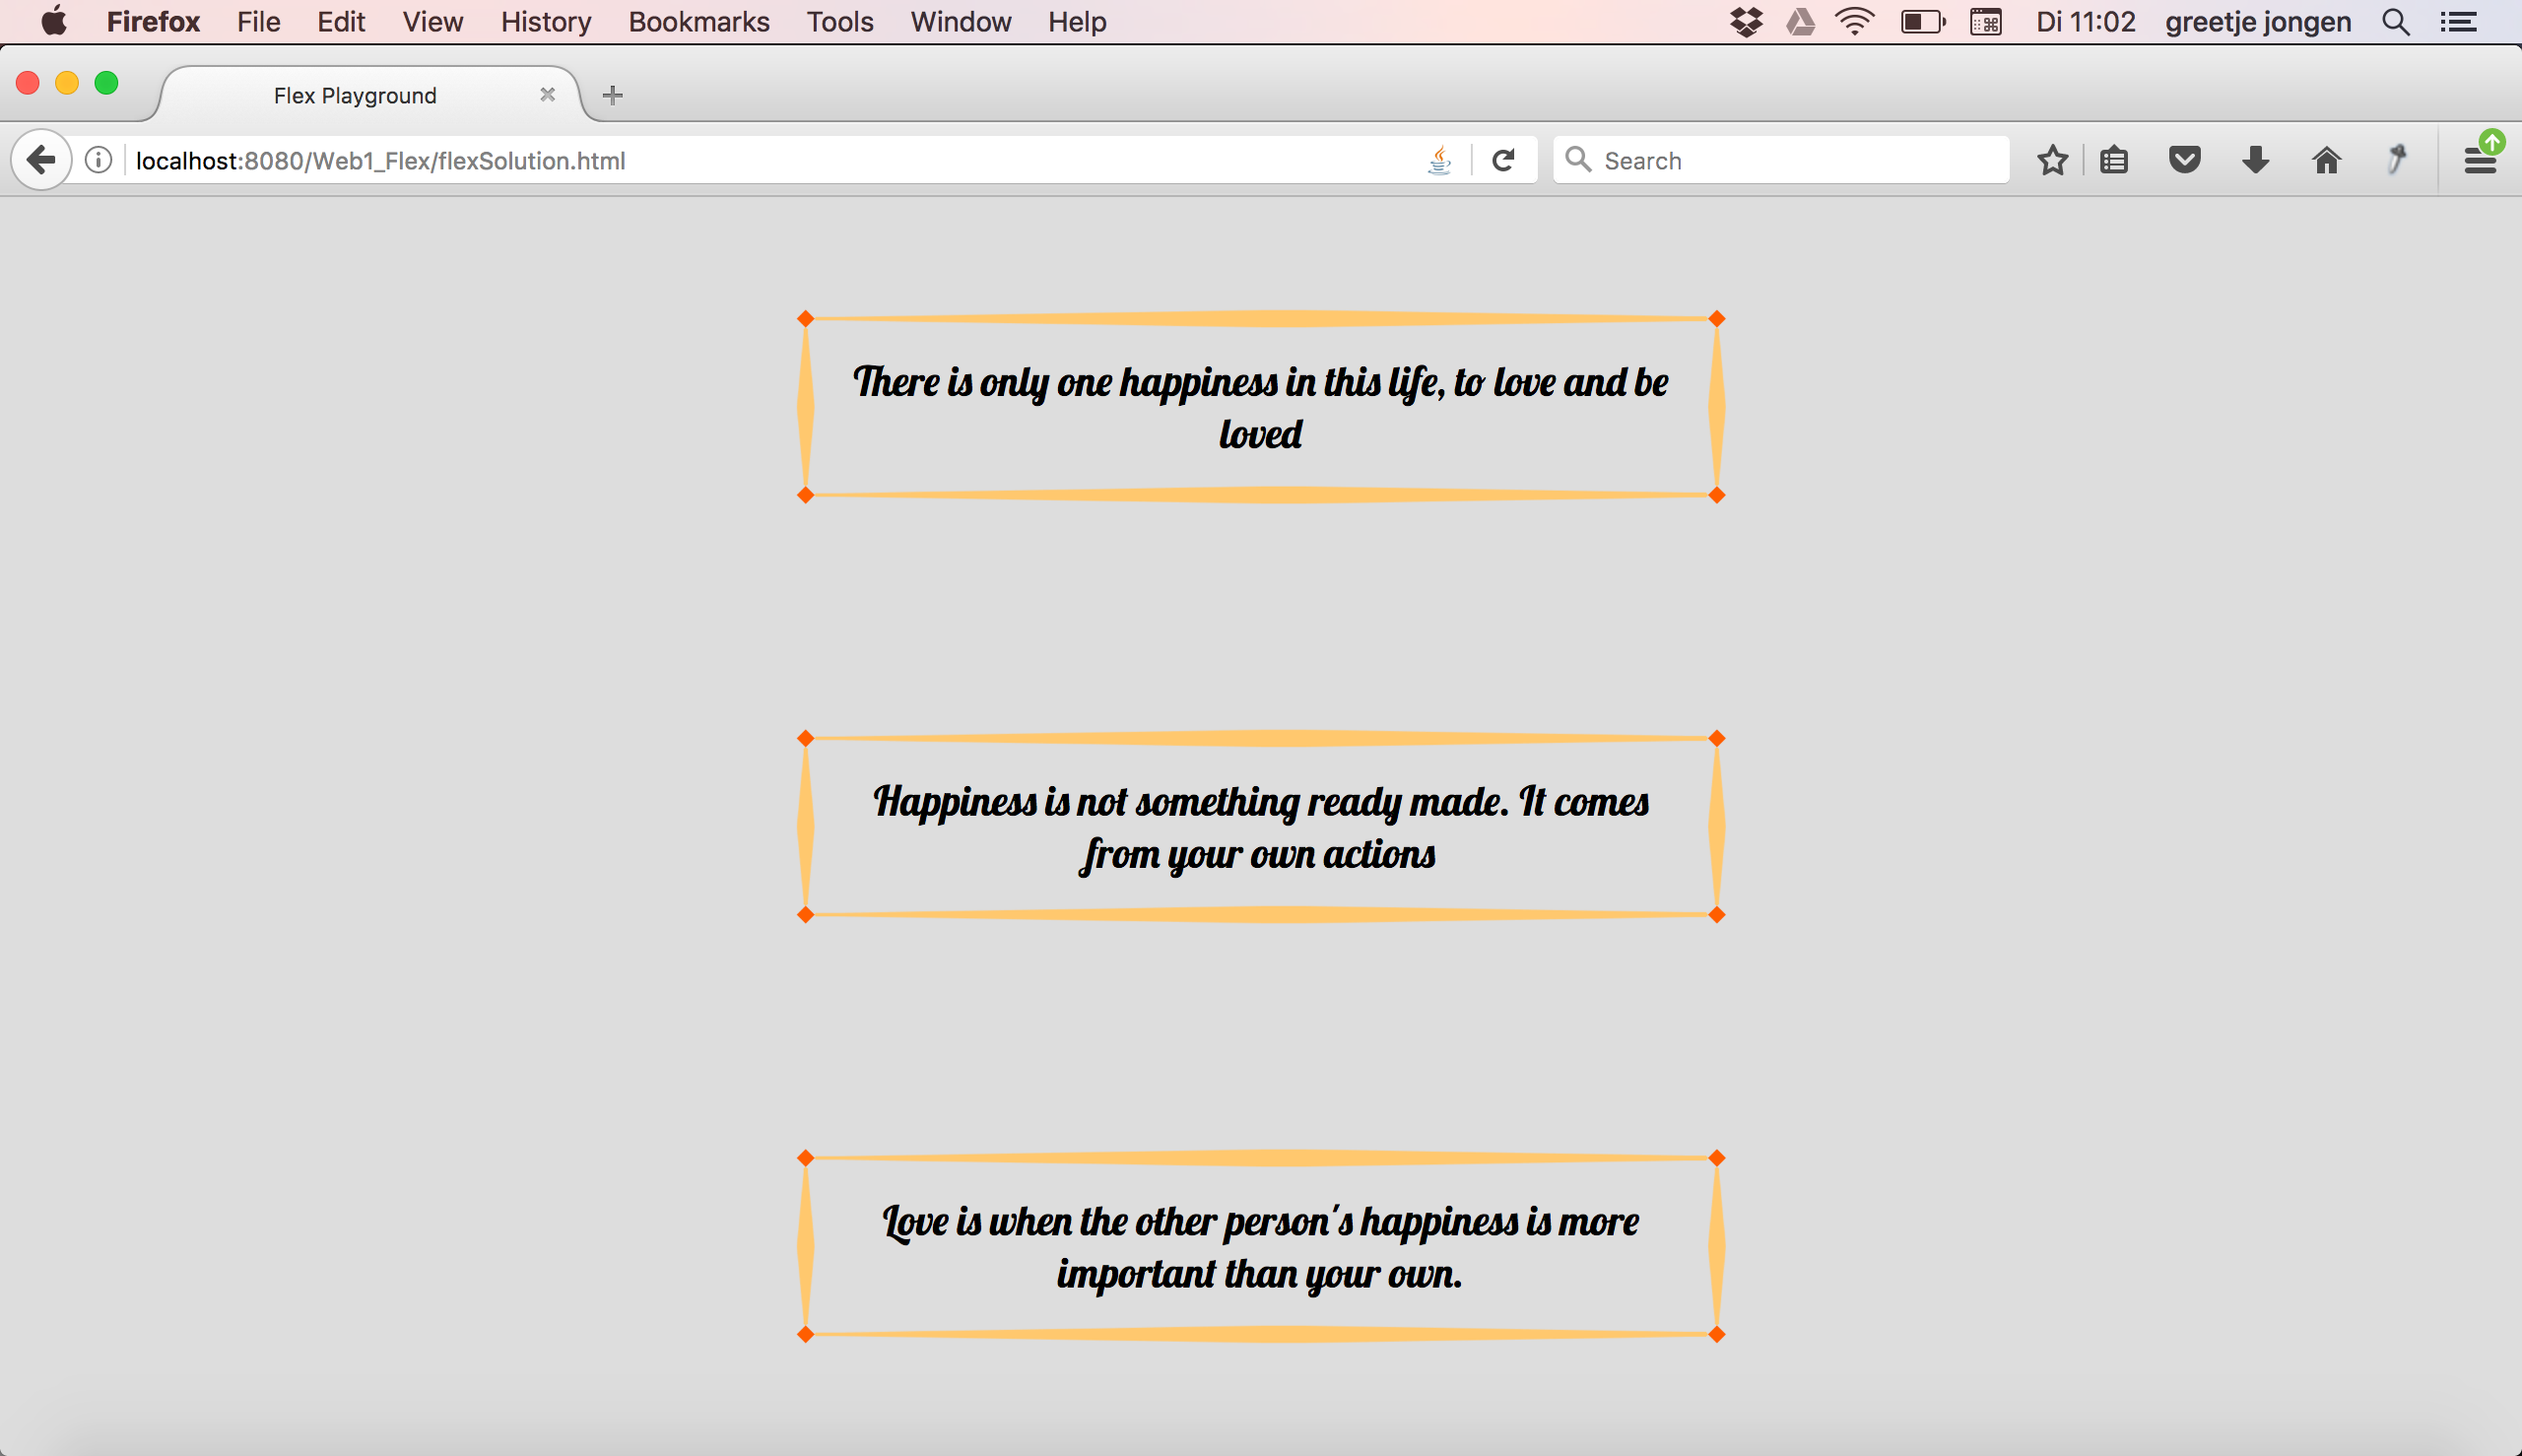 Firefox File Edit View History Bookmarks Tools Window Help Di 11:02 greetje jongen
Flex Playground
localhost:8080/Web1_Flex/flexSolution.html Search
There is only one happiness in this life, to love and be
loved
Happiness is not something ready made. It comes
from your own actions
Love is when the other person's happiness is more
important than your own.